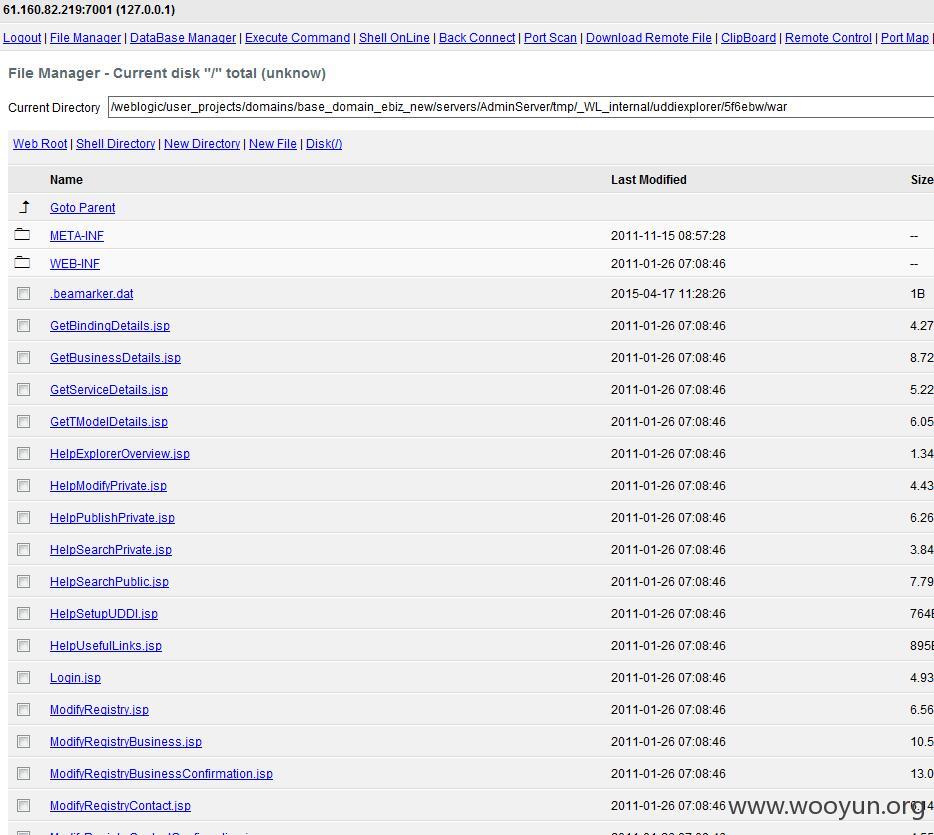 61.160.82.219:7001 (127.0.0.1)
Logout | File Manager | DataBase Manager | Execute Command | Shell OnLine | Back Connect | Port Scan | Download Remote File | ClipBoard | Remote Control | Port Map |
File Manager - Current disk "/" total (unknow)
Current Directory /weblogic/user_projects/domains/base_domain_ebiz_new/servers/AdminServer/tmp/_WL_internal/uddiexplorer/5f6ebw/war
Web Root | Shell Directory | New Directory | New File | Disk(/)
Name Last Modified Size
Goto Parent
META-INF 2011-11-15 08:57:28 --
WEB-INF 2011-01-26 07:08:46 --
.beamarker.dat 2015-04-17 11:28:26 1B
GetBindingDetails.jsp 2011-01-26 07:08:46 4.27
GetBusinessDetails.jsp 2011-01-26 07:08:46 8.72
GetServiceDetails.jsp 2011-01-26 07:08:46 5.22
GetTModelDetails.jsp 2011-01-26 07:08:46 6.05
HelpExplorerOverview.jsp 2011-01-26 07:08:46 1.34
HelpModifyPrivate.jsp 2011-01-26 07:08:46 4.43
HelpPublishPrivate.jsp 2011-01-26 07:08:46 6.26
HelpSearchPrivate.jsp 2011-01-26 07:08:46 3.84
HelpSearchPublic.jsp 2011-01-26 07:08:46 7.79
HelpSetupUDDI.jsp 2011-01-26 07:08:46 764B
HelpUsefulLinks.jsp 2011-01-26 07:08:46 895B
Login.jsp 2011-01-26 07:08:46 4.93
ModifyRegistry.jsp 2011-01-26 07:08:46 6.56
ModifyRegistryBusiness.jsp 2011-01-26 07:08:46 10.5
ModifyRegistryBusinessConfirmation.jsp 2011-01-26 07:08:46 13.0
ModifyRegistryContact.jsp 2011-01-26 07:08:46
www.wooyun.org